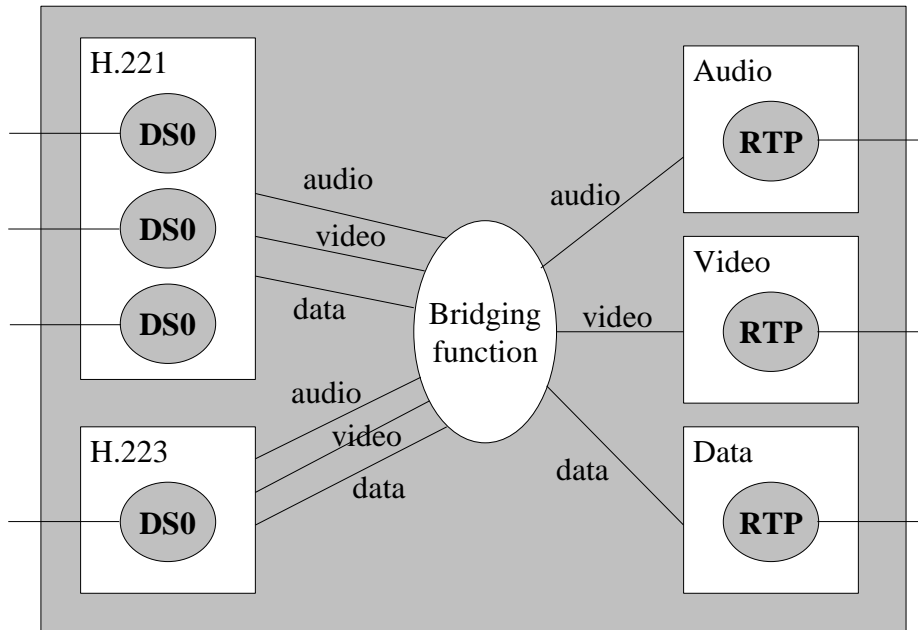 H.221
DS0
DS0
DS0
audio
video
data
H.223
DS0
audio
video
data
Bridging
function
audio
video
data
Audio
RTP
Video
RTP
Data
RTP